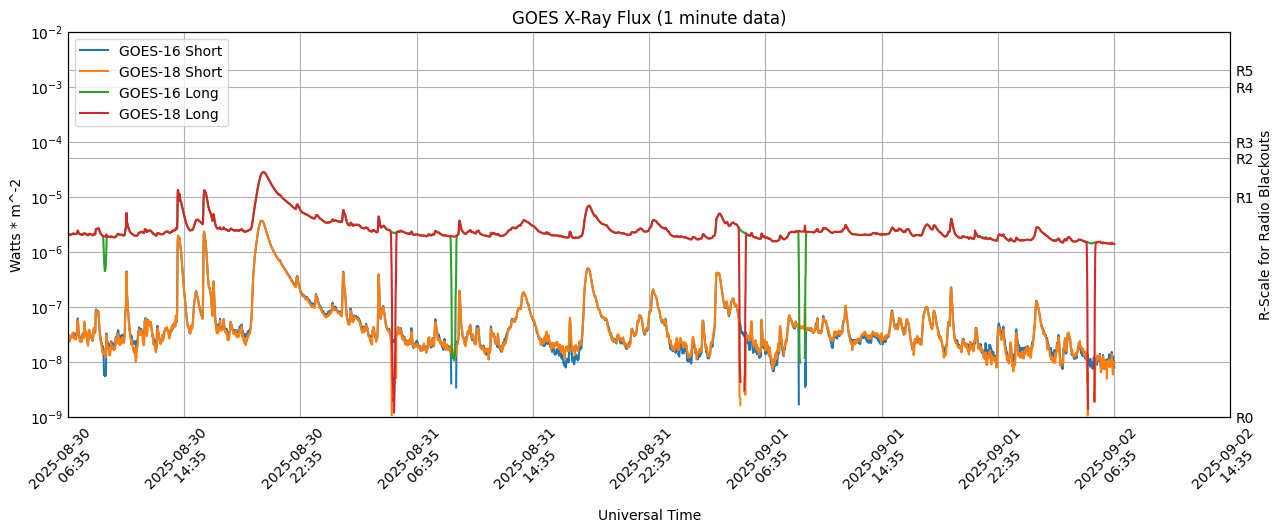 GOES X-Ray Flux (1 minute data)
GOES-16 Short
GOES-18 Short
GOES-16 Long
GOES-18 Long
10^-2
10^-3
10^-4
10^-5
10^-6
10^-7
10^-8
10^-9
Watts * m^-2
R5
R4
R3
R2
R1
R0
R-Scale for Radio Blackouts
2025-08-30
06:35
2025-08-30
14:35
2025-08-30
22:35
2025-08-31
06:35
2025-08-31
14:35
2025-08-31
22:35
2025-09-01
06:35
2025-09-01
14:35
2025-09-01
22:35
2025-09-02
06:35
2025-09-02
14:35
Universal Time